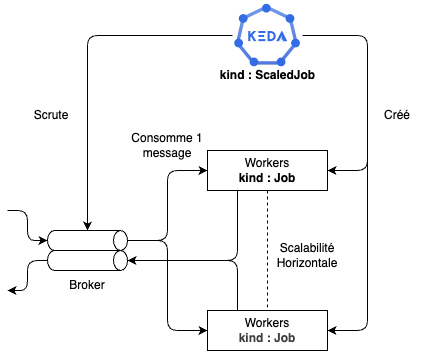 KEDA
kind : ScaledJob
Scrute
Créé
Consomme 1
message
Workers
kind : Job
Scalabilité
Horizontale
Broker
Workers
kind : Job